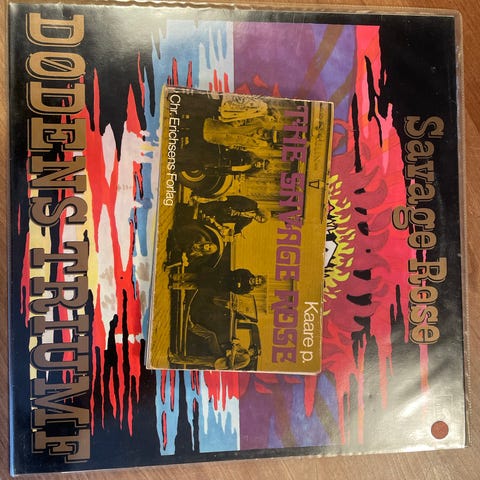 Savage Rose
DØDENS TRIUMF
Kaare p.
THE SAVAGE ROSE
Chr. Erichsens Forlag